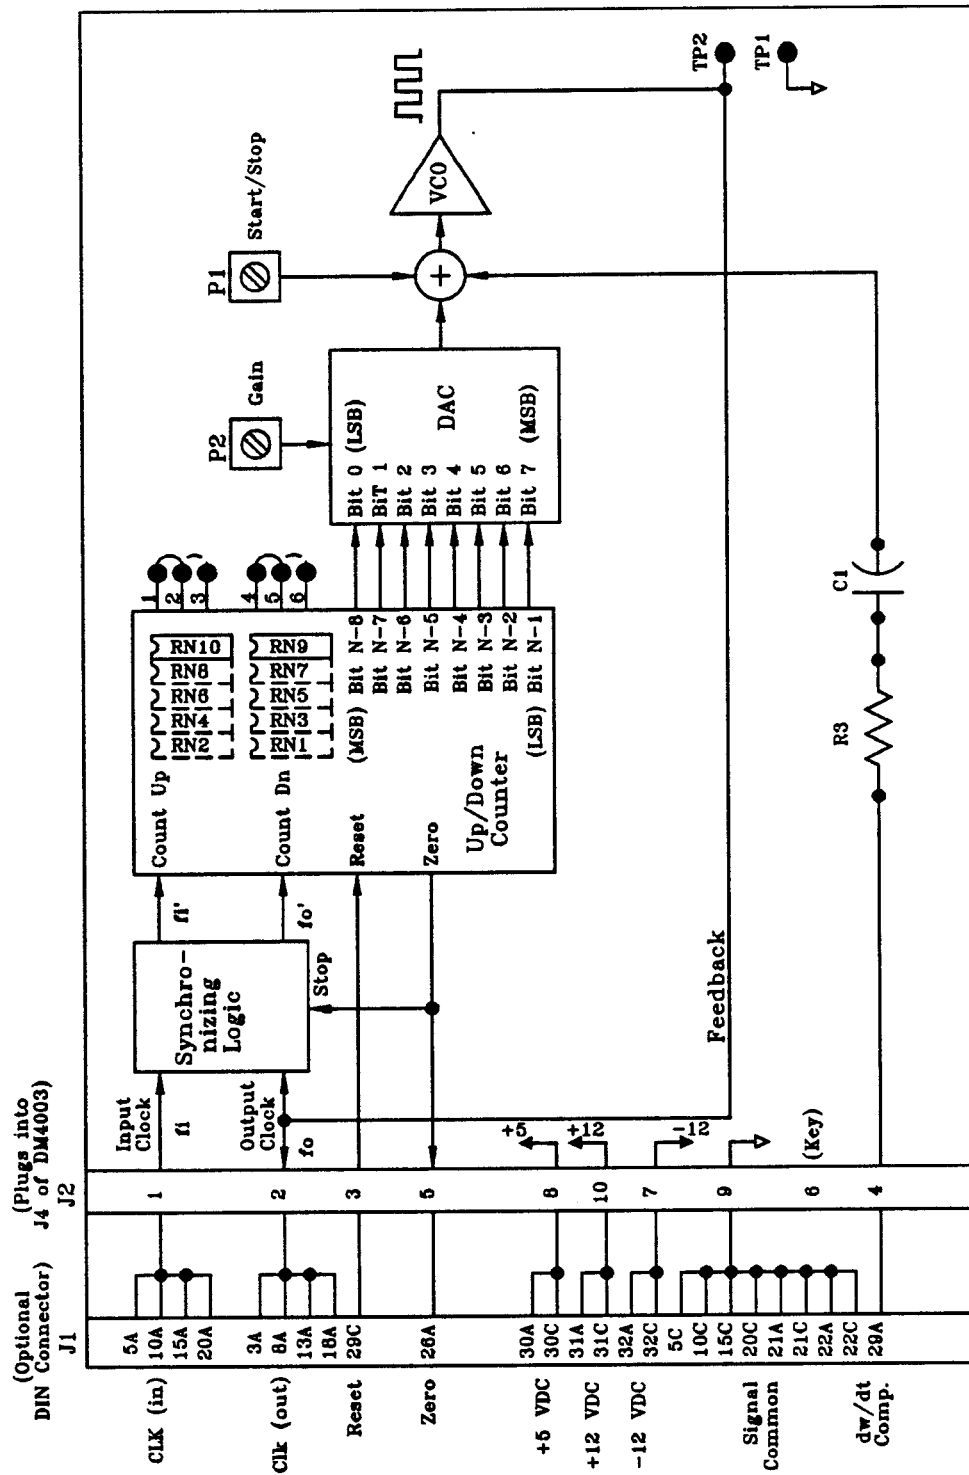 (Optional
DIN Connector)
J1
(Plugs into
J4 of DM4003)
J2
CLK (in)
5A
10A
15A
20A
1
Input
Clock
fi
Clk (out)
3A
8A
13A
18A
2
Output
Clock
fo
Reset
29C
3
Zero
26A
5
+5 VDC
30A
30C
8
+5
+12 VDC
31A
31C
10
+12
-12 VDC
32A
32C
7
-12
Signal
Common
5C
10C
15C
20C
21A
21C
22A
22C
9
6
(Key)
dw/dt
Comp.
29A
4
Synchro-
nizing
Logic
Stop
fi'
fo'
Feedback
Count Up
Count Dn
Reset
Zero
Up/Down
Counter
RN10
RN8
RN6
RN4
RN2
RN9
RN7
RN5
RN3
RN1
1
2
3
4
5
6
(MSB) Bit N-8
Bit N-7
Bit N-6
Bit N-5
Bit N-4
Bit N-3
Bit N-2
(LSB) Bit N-1
Bit 0 (LSB)
BiT 1
Bit 2
Bit 3
Bit 4
Bit 5
Bit 6
Bit 7 (MSB)
DAC
P2
Gain
P1
Start/Stop
+
VCO
R3
C1
TP2
TP1